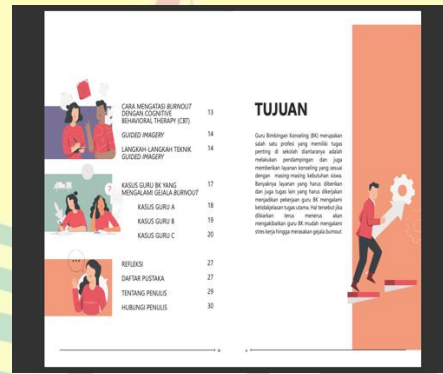 CARA MENGATASI BURNOUT 13
DENGAN COGNITIVE
BEHAVIORAL THERAPY (CBT)
GUIDED IMAGERY 14
LANGKAH-LANGKAH TEKNIK 14
GUIDED IMAGERY
KASUS GURU BK YANG 17
MENGALAMI GEJALA BURNOUT
KASUS GURU A 18
KASUS GURU B 19
KASUS GURU C 20
REFLEKSI 27
DAFTAR PUSTAKA 27
TENTANG PENULIS 29
HUBUNGI PENULIS 30
TUJUAN
Guru Bimbingan Konseling (BK) merupakan
salah satu profesi yang memiliki tugas
penting di sekolah diantaranya adalah
melakukan pendampingan dan juga
memberikan layanan konseling yang sesuai
dengan masing-masing kebutuhan siswa.
Banyaknya layanan yang harus diberikan
dan juga tugas lain yang harus dikerjakan
menjadikan pekerjaan guru BK mengalami
ketidakjelasan tugas utama. Hal tersebut jika
dibiarkan terus menerus akan
mengakibatkan guru BK mudah mengalami
stres kerja hingga merasakan gejala burnout.